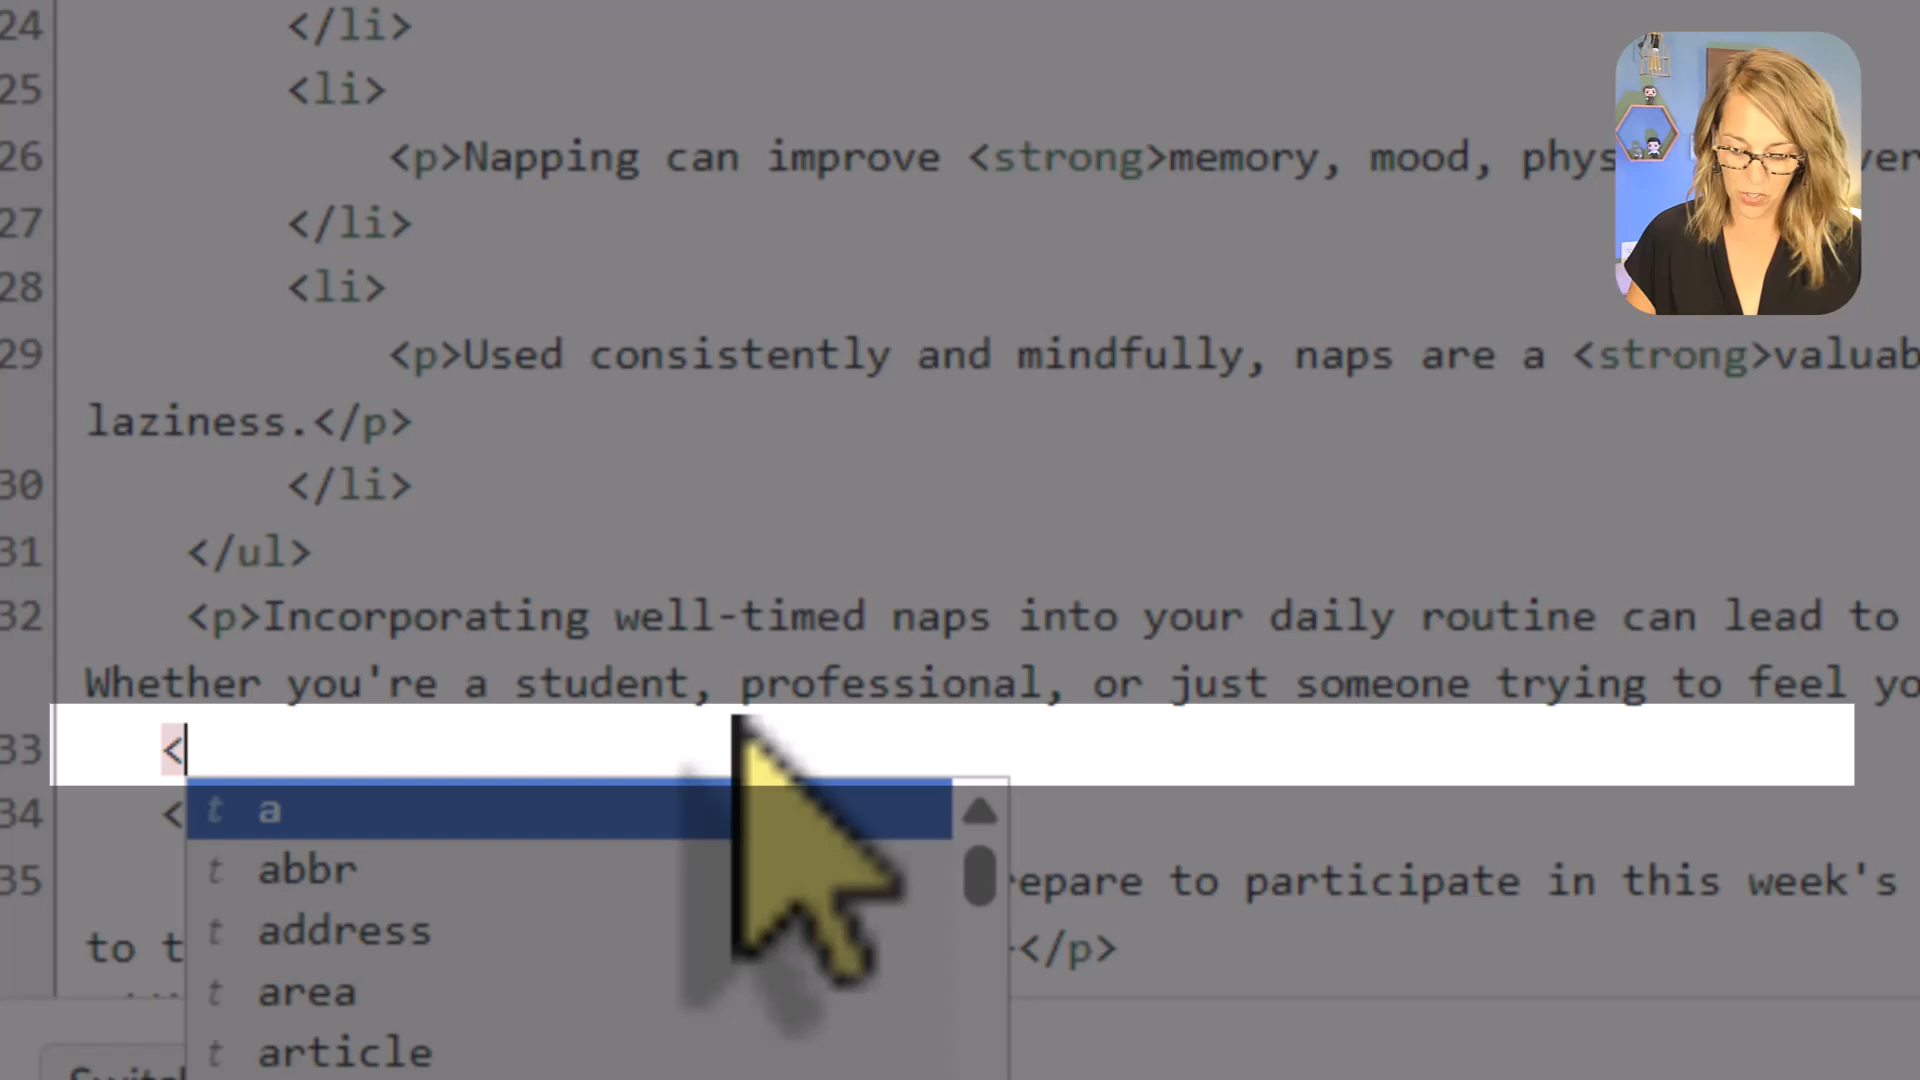 24 </li>
25 <li>
26 <p>Napping can improve <strong>memory, mood, phys
27 </li>
28 <li>
29 <p>Used consistently and mindfully, naps are a <strong>valuab
laziness.</p>
30 </li>
31 </ul>
32 <p>Incorporating well-timed naps into your daily routine can lead to
Whether you're a student, professional, or just someone trying to feel yo
33 <
t a
34 <
t abbr
35 epare to participate in this week's
t address
to t </p>
t area
t article